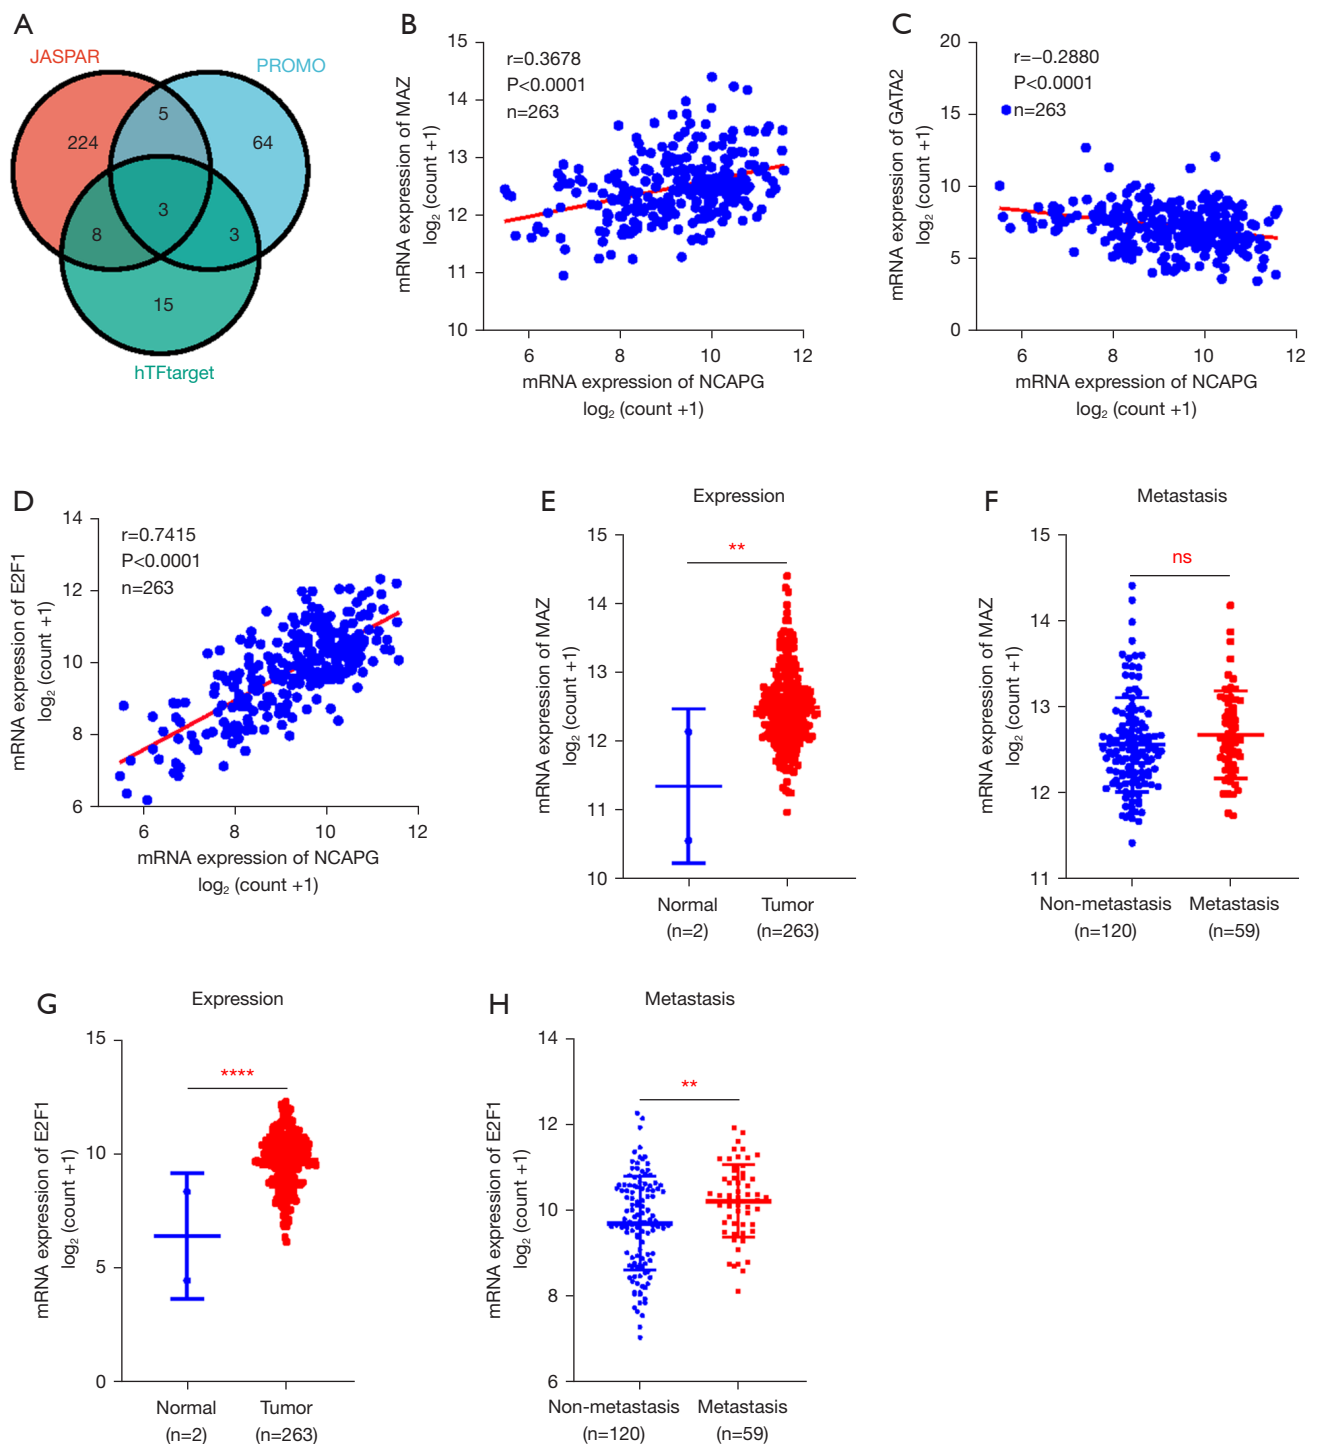 A
JASPAR
PROMO
224
5
64
3
8
3
15
hTFtarget
B
mRNA expression of MAZ
log₂ (count +1)
15
14
13
12
11
10
r=0.3678
P<0.0001
n=263
6
8
10
12
mRNA expression of NCAPG
log₂ (count +1)
C
mRNA expression of GATA2
log₂ (count +1)
20
15
10
5
0
r=−0.2880
P<0.0001
n=263
6
8
10
12
mRNA expression of NCAPG
log₂ (count +1)
D
mRNA expression of E2F1
log₂ (count +1)
14
12
10
8
6
r=0.7415
P<0.0001
n=263
6
8
10
12
mRNA expression of NCAPG
log₂ (count +1)
E
Expression
mRNA expression of MAZ
log₂ (count +1)
15
14
13
12
11
10
**
Normal
(n=2)
Tumor
(n=263)
F
Metastasis
mRNA expression of MAZ
log₂ (count +1)
15
14
13
12
11
ns
Non-metastasis
(n=120)
Metastasis
(n=59)
G
Expression
mRNA expression of E2F1
log₂ (count +1)
15
10
5
0
****
Normal
(n=2)
Tumor
(n=263)
H
Metastasis
mRNA expression of E2F1
log₂ (count +1)
14
12
10
8
6
**
Non-metastasis
(n=120)
Metastasis
(n=59)